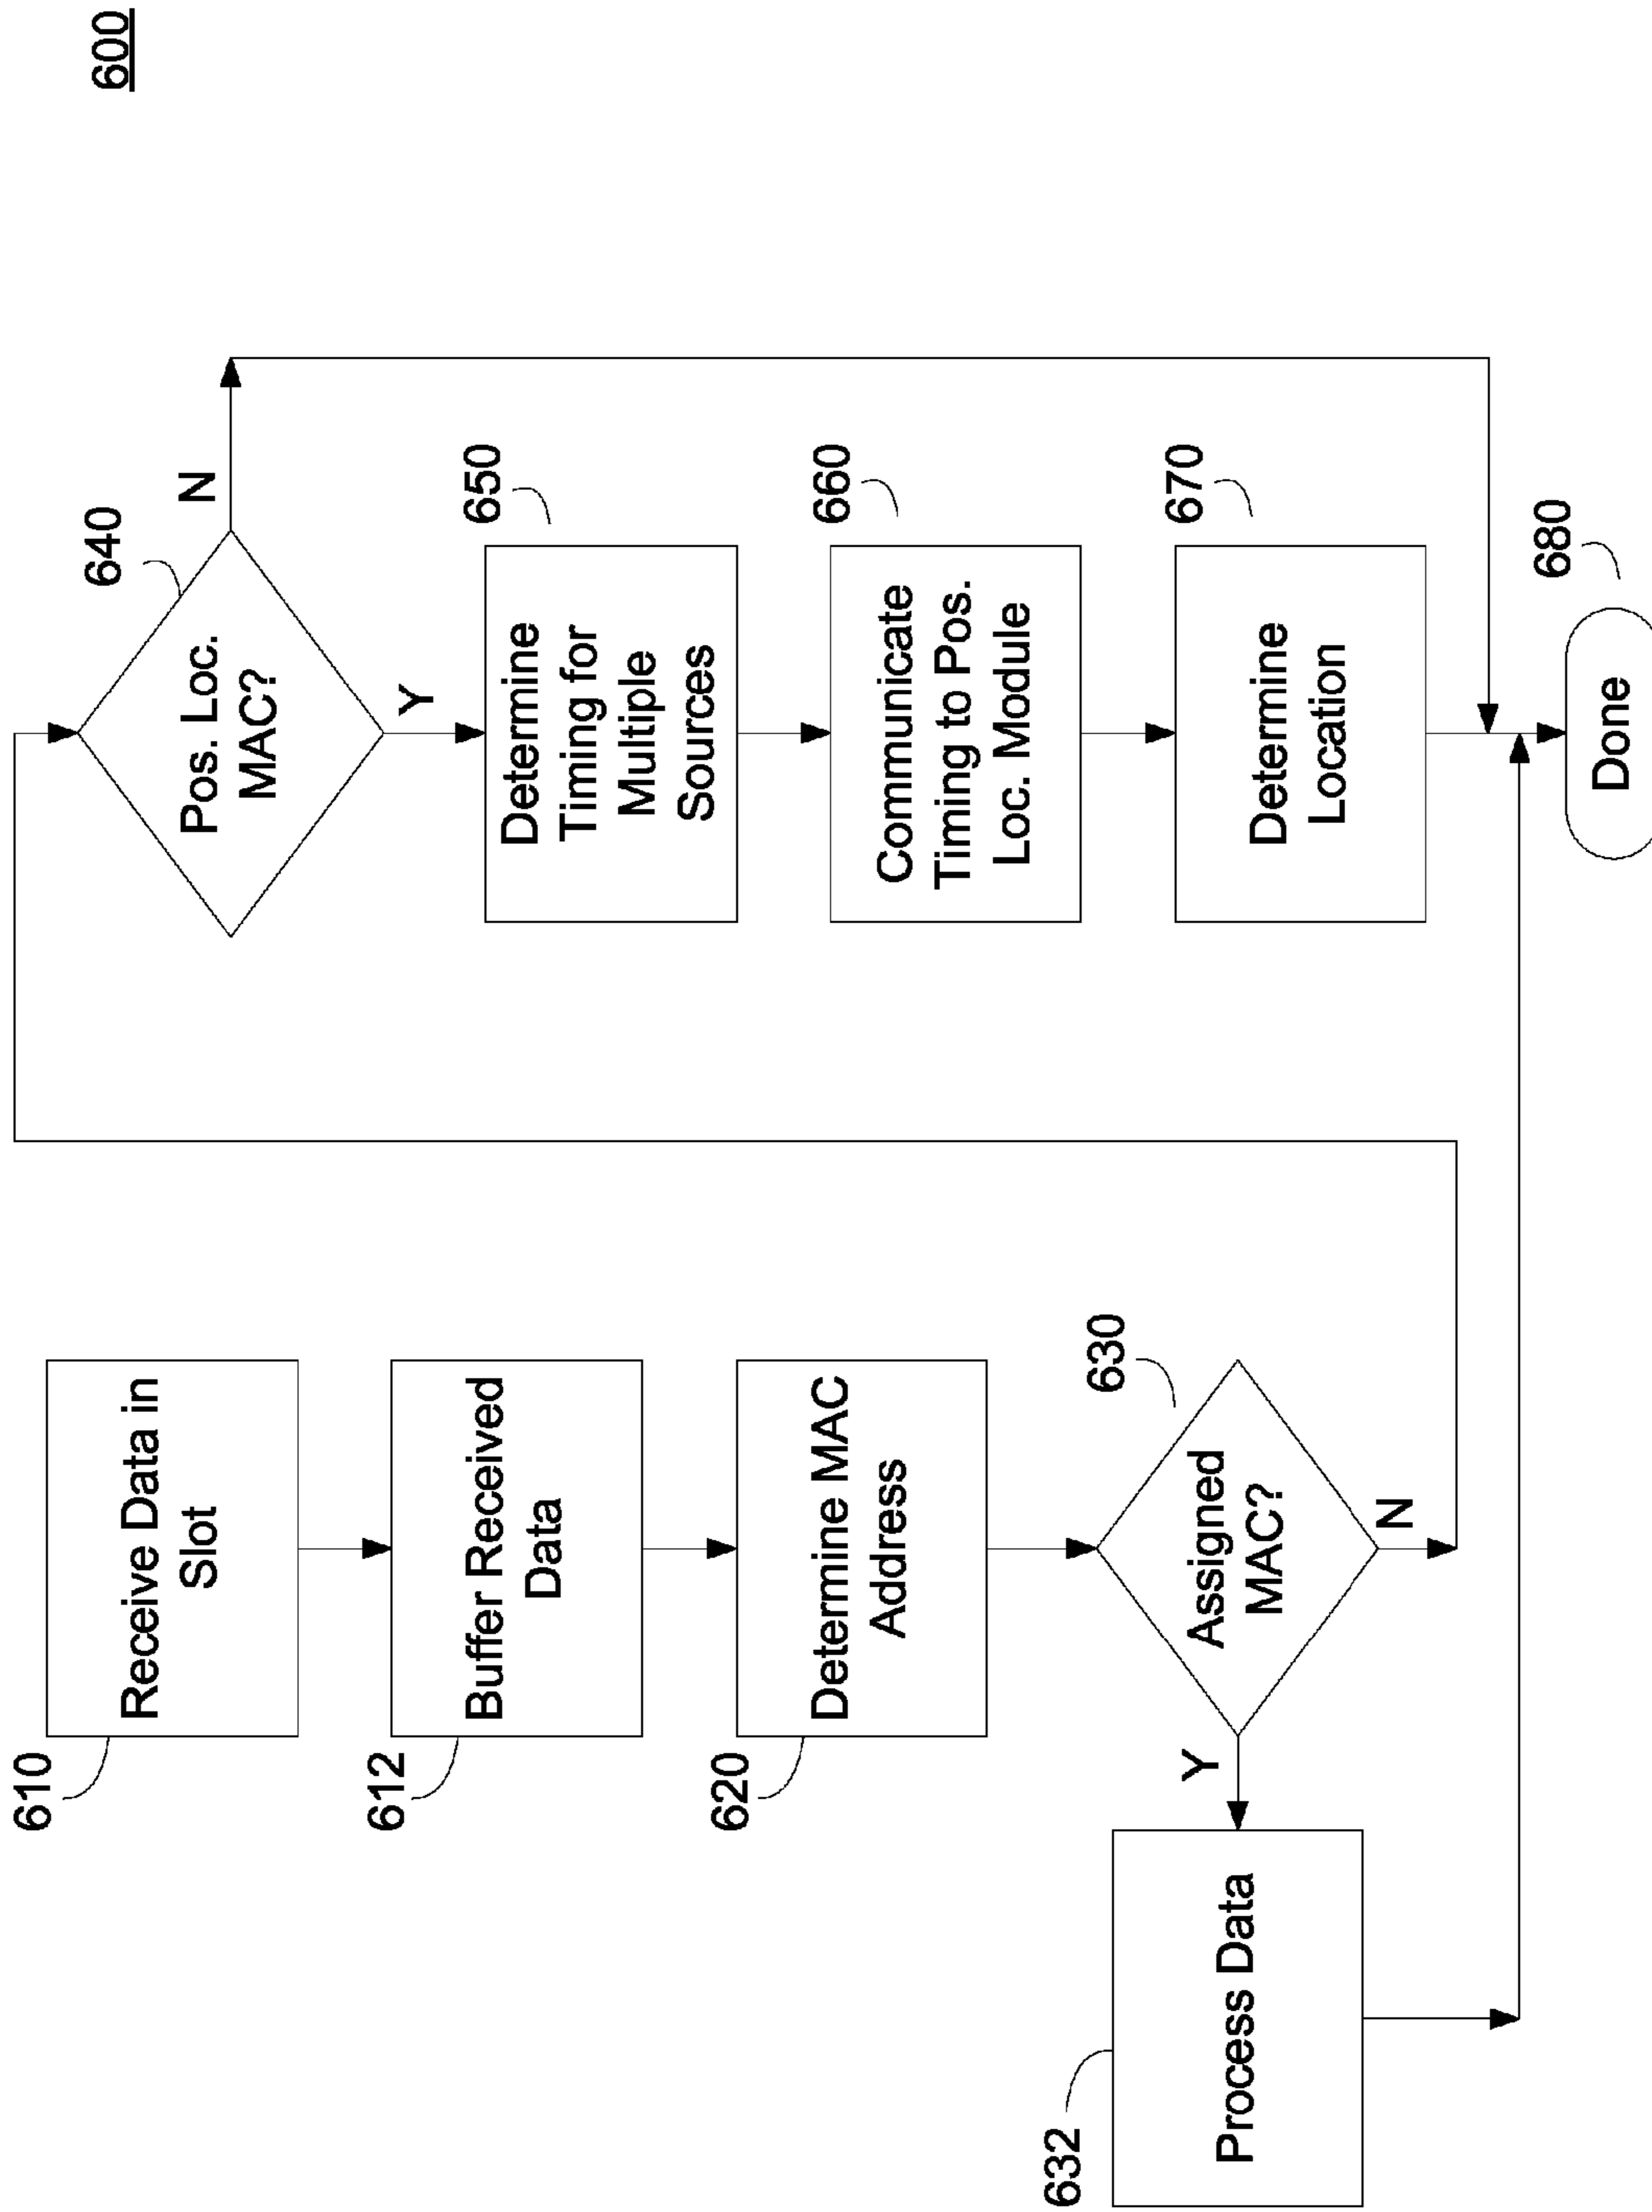 600
610
Receive Data in
Slot
612
Buffer Received
Data
620
Determine MAC
Address
630
Assigned
MAC?
Y
N
632
Process Data
640
Pos. Loc.
MAC?
N
Y
650
Determine
Timing for
Multiple
Sources
660
Communicate
Timing to Pos.
Loc. Module
670
Determine
Location
680
Done